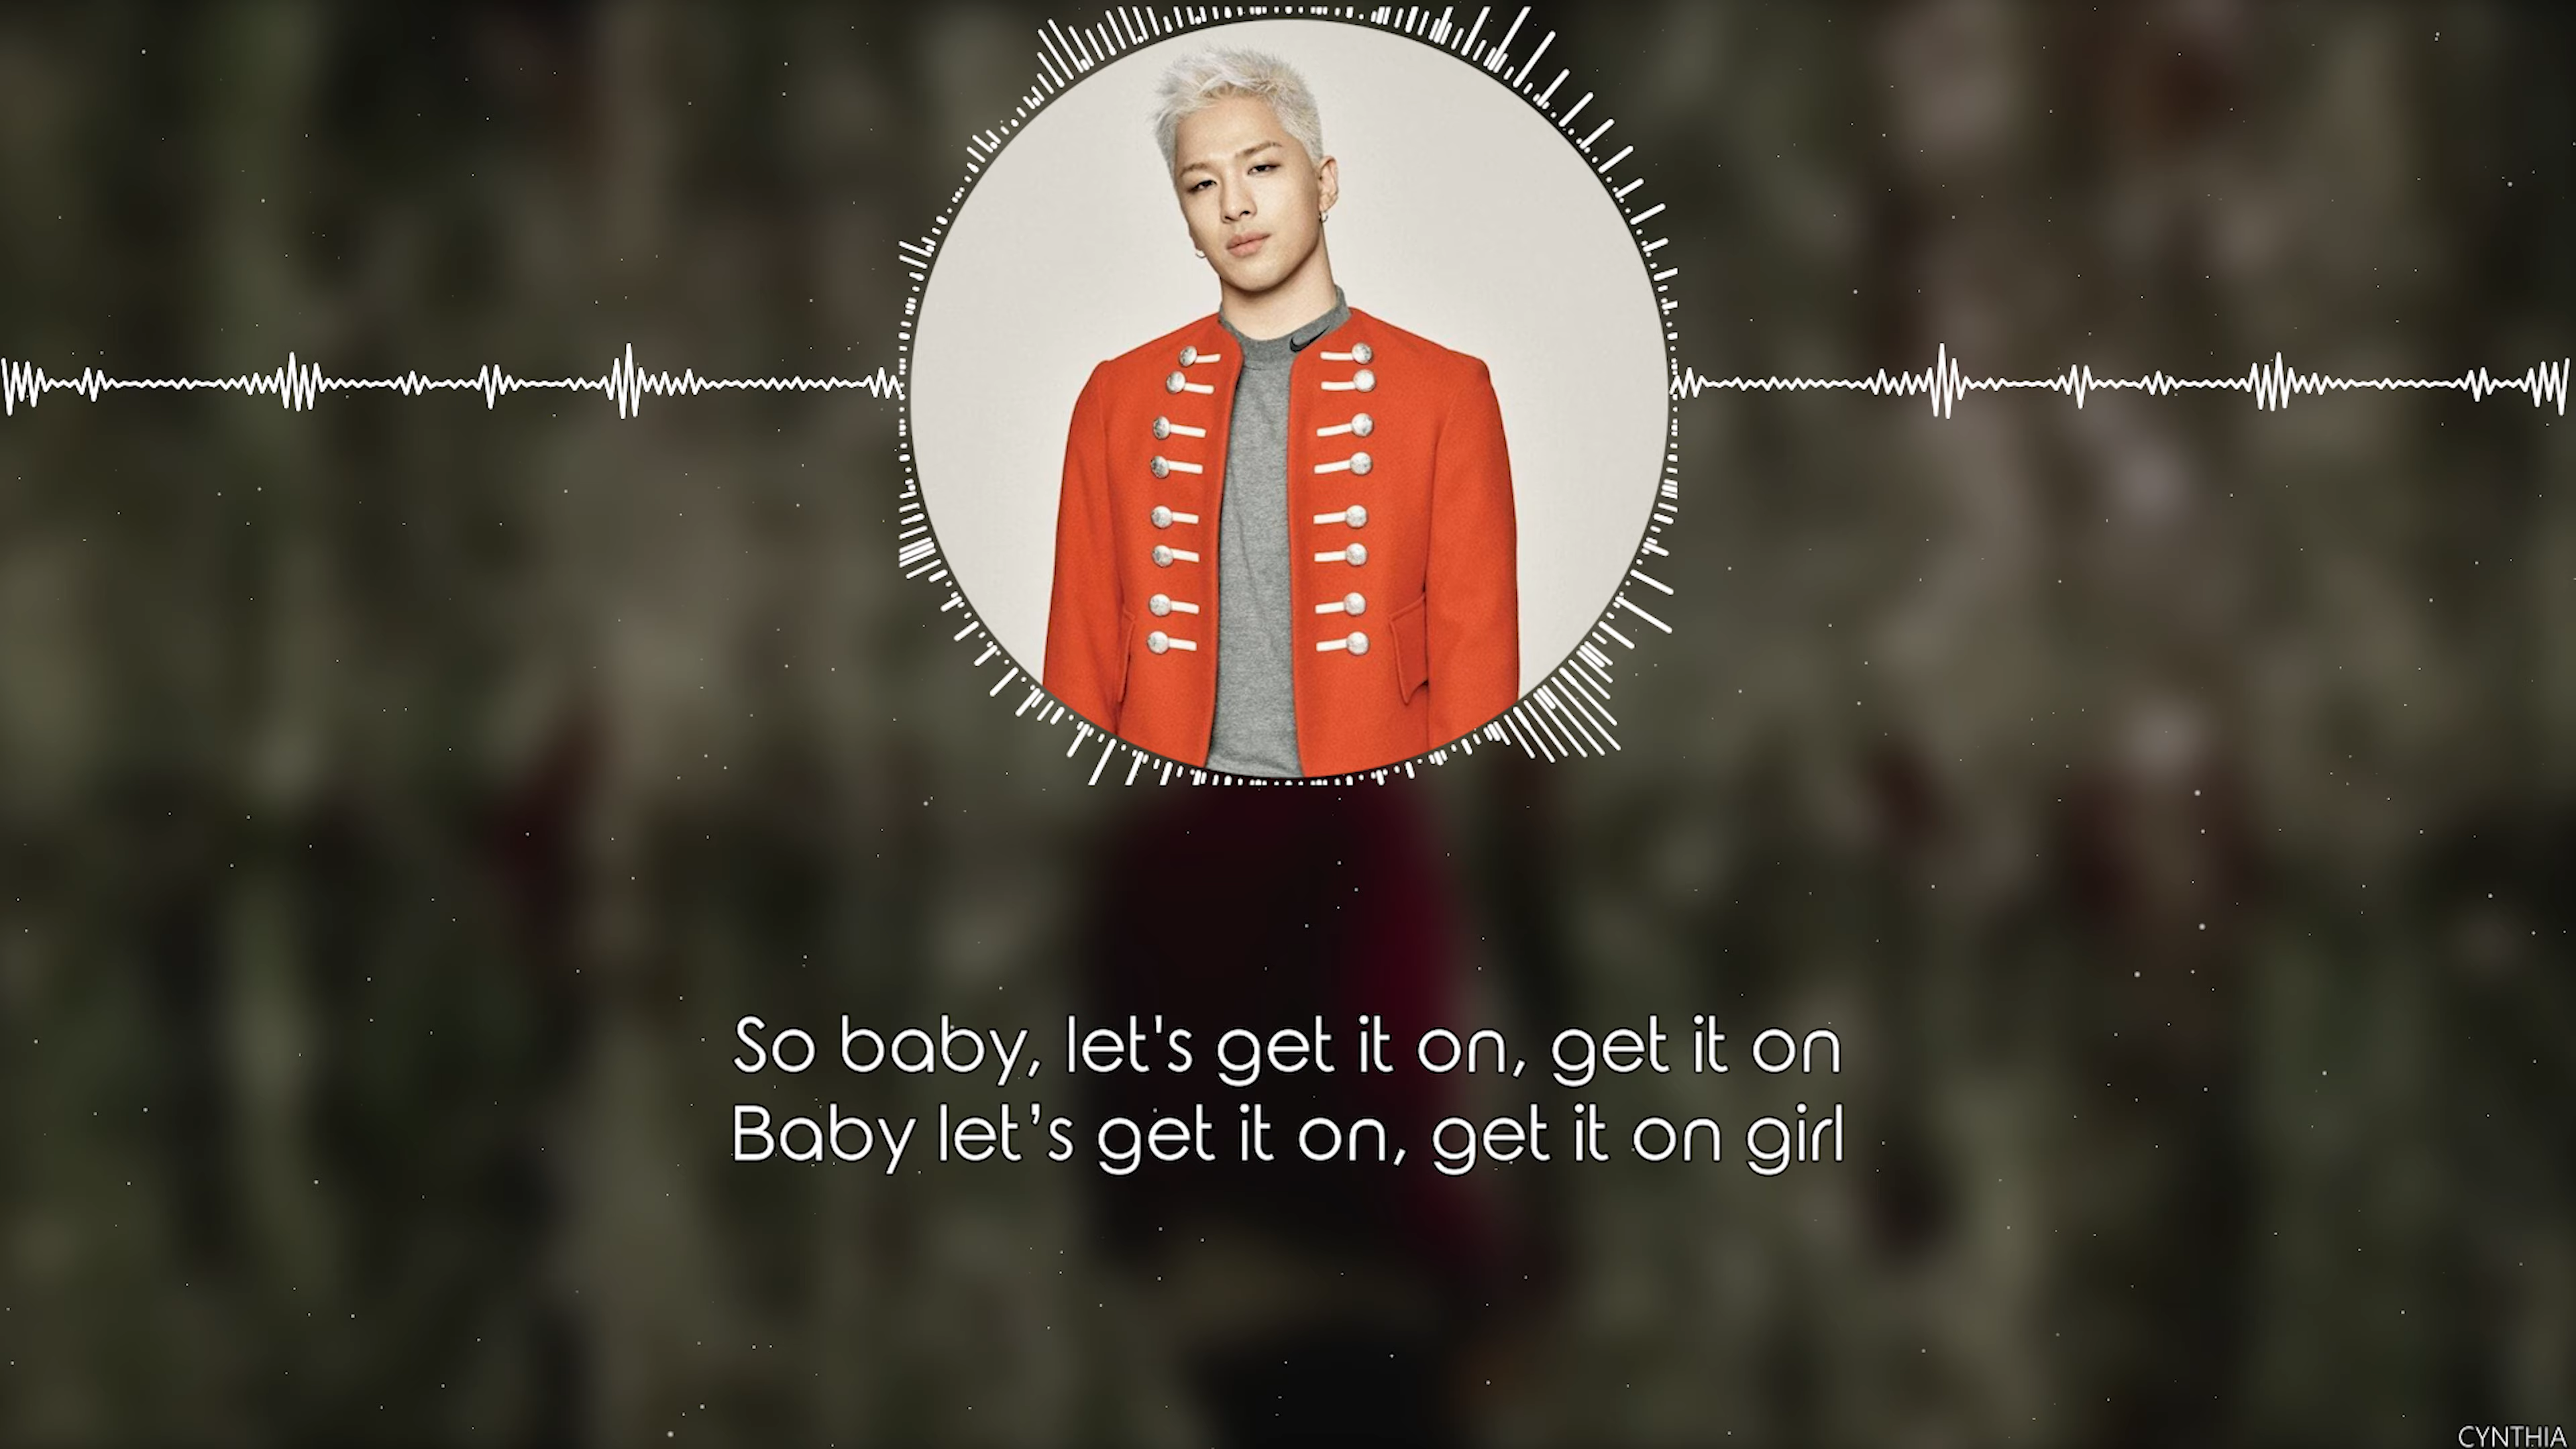 So baby, let's get it on, get it on
Baby let’s get it on, get it on girl
CYNTHIA